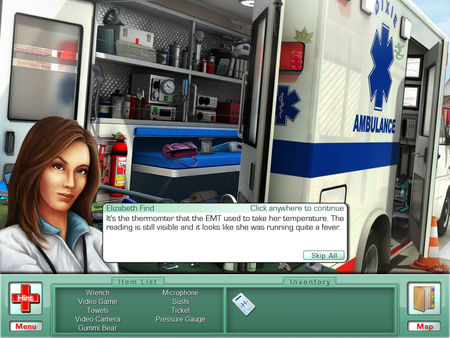 Dixie
AMBULANCE
Elizabeth Find
Click anywhere to continue
It's the thermomter that the EMT used to take her temperature. The
reading is still visible and it looks like she was running quite a fever.
Skip All
Item List
Inventory
Hint
Menu
Wrench
Video Game
Towels
Video Camera
Gummi Bear
Microphone
Sushi
Ticket
Pressure Gauge
Map